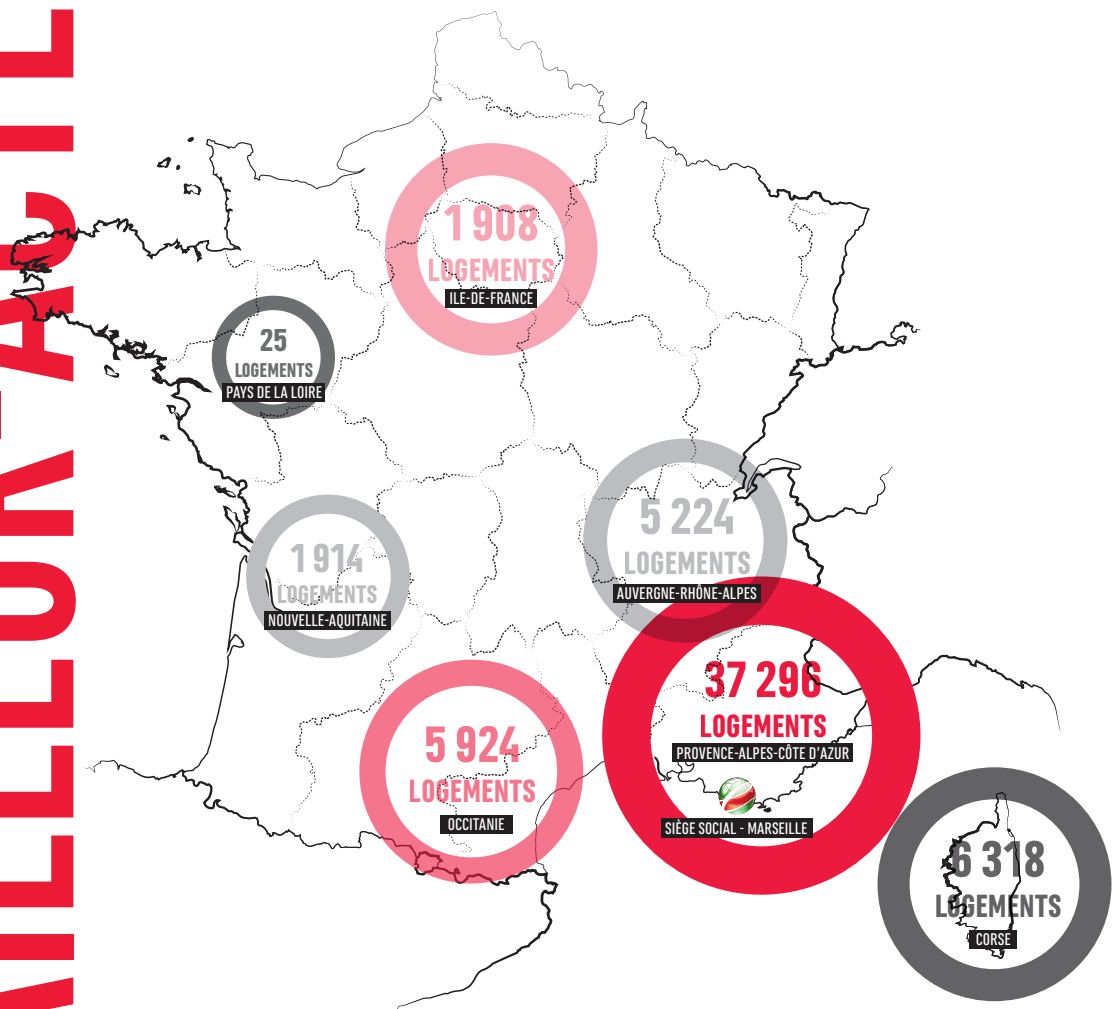 1 908
LOGEMENTS
ILE-DE-FRANCE
25
LOGEMENTS
PAYS DE LA LOIRE
5 224
LOGEMENTS
AUVERGNE-RHÔNE-ALPES
1 914
LOGEMENTS
NOUVELLE-AQUITAINE
37 296
LOGEMENTS
PROVENCE-ALPES-CÔTE D'AZUR
SIÈGE SOCIAL - MARSEILLE
5 924
LOGEMENTS
OCCITANIE
6 318
LOGEMENTS
CORSE